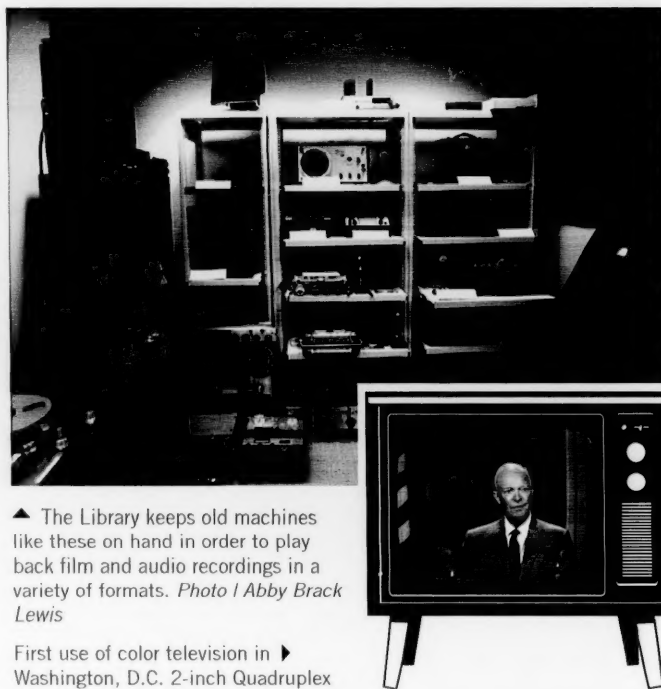 ▲ The Library keeps old machines
like these on hand in order to play
back film and audio recordings in a
variety of formats. Photo | Abby Brack
Lewis
First use of color television in ▶
Washington, D.C. 2-inch Quadruplex